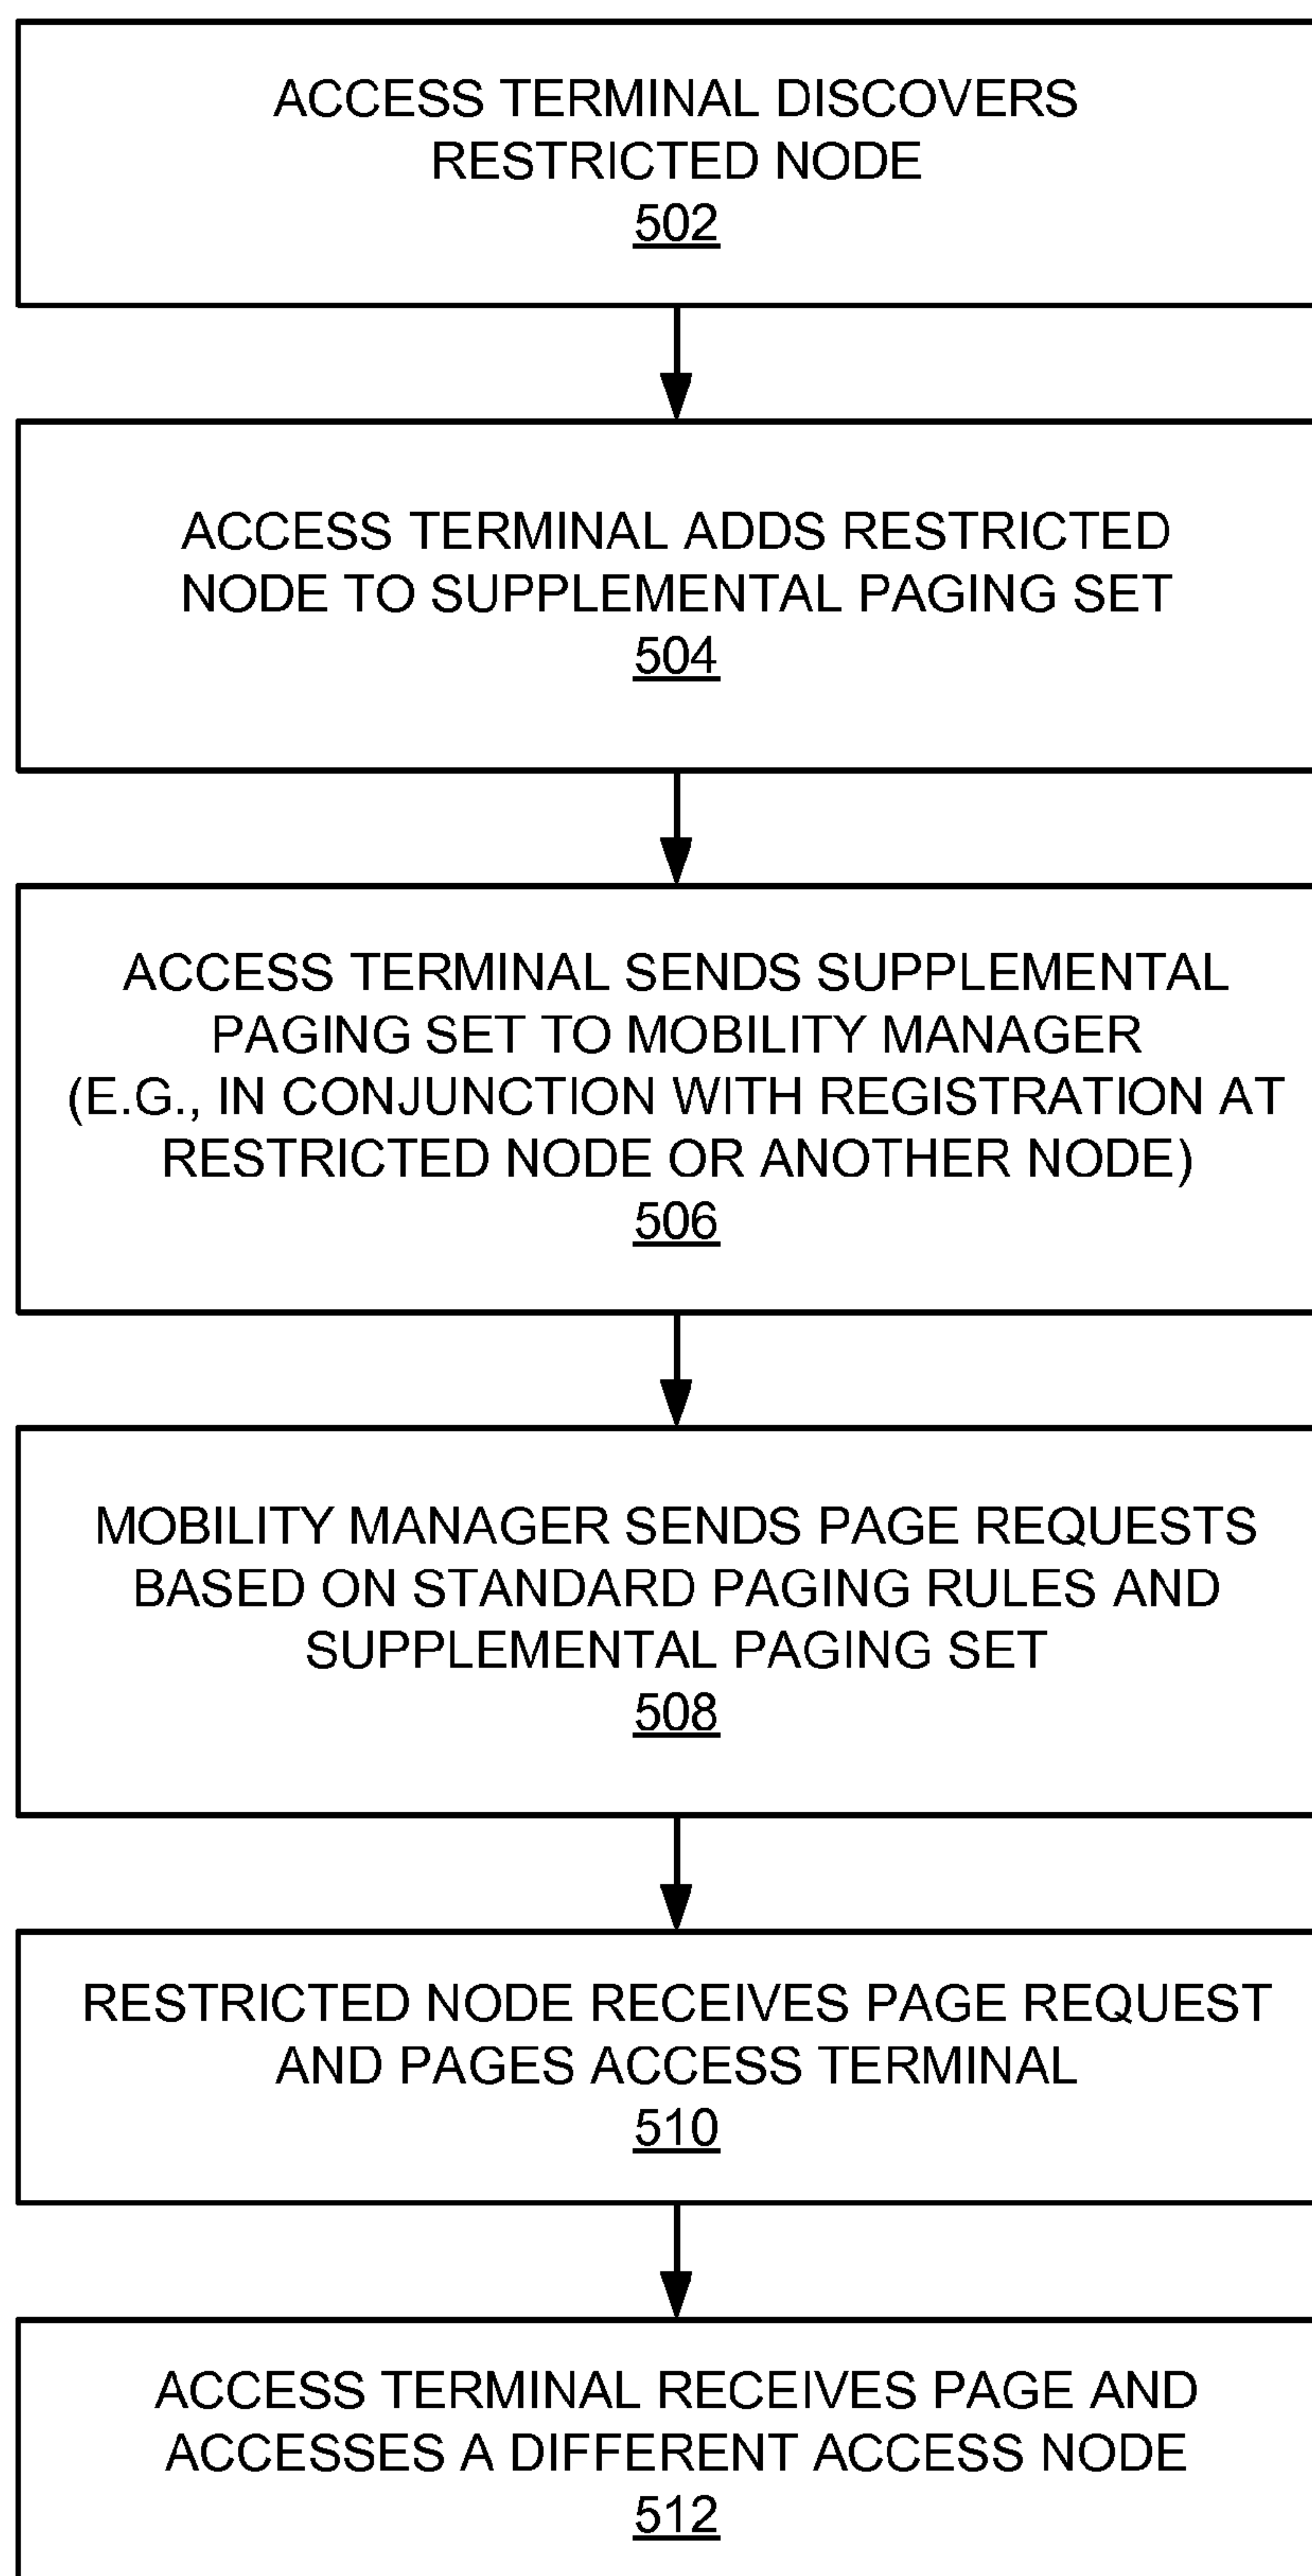 ACCESS TERMINAL DISCOVERS
RESTRICTED NODE
502
ACCESS TERMINAL ADDS RESTRICTED
NODE TO SUPPLEMENTAL PAGING SET
504
ACCESS TERMINAL SENDS SUPPLEMENTAL
PAGING SET TO MOBILITY MANAGER
(E.G., IN CONJUNCTION WITH REGISTRATION AT
RESTRICTED NODE OR ANOTHER NODE)
506
MOBILITY MANAGER SENDS PAGE REQUESTS
BASED ON STANDARD PAGING RULES AND
SUPPLEMENTAL PAGING SET
508
RESTRICTED NODE RECEIVES PAGE REQUEST
AND PAGES ACCESS TERMINAL
510
ACCESS TERMINAL RECEIVES PAGE AND
ACCESSES A DIFFERENT ACCESS NODE
512